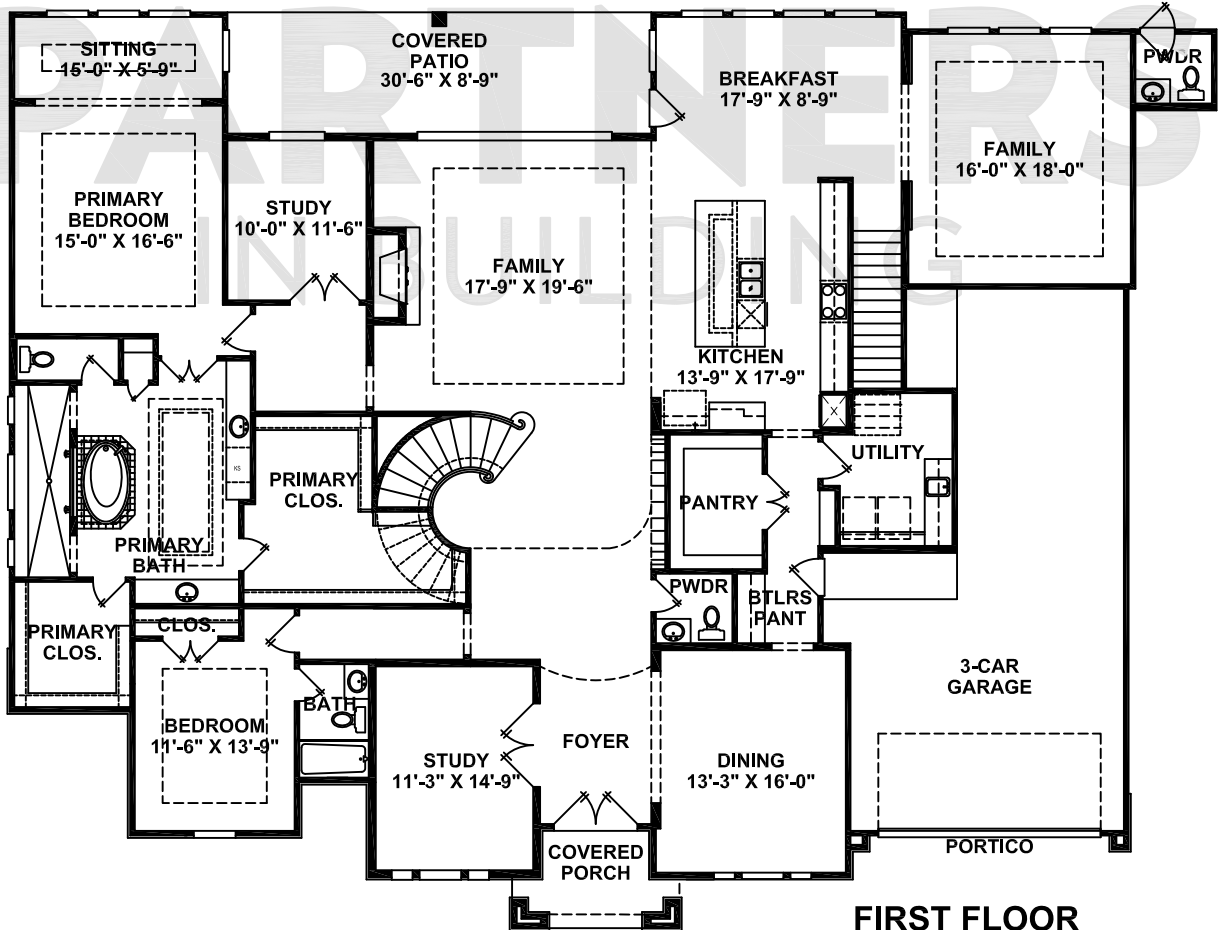 PARTNERS
IN BUILDING
SITTING
15'-0" X 5'-9"
COVERED
PATIO
30'-6" X 8'-9"
BREAKFAST
17'-9" X 8'-9"
PWDR
FAMILY
16'-0" X 18'-0"
PRIMARY
BEDROOM
15'-0" X 16'-6"
STUDY
10'-0" X 11'-6"
FAMILY
17'-9" X 19'-6"
KITCHEN
13'-9" X 17'-9"
UTILITY
PRIMARY
CLOS.
PANTRY
KS
PRIMARY
BATH
PWDR
BTLRS
PANT
PRIMARY
CLOS.
CLOS.
3-CAR
GARAGE
BATH
BEDROOM
11'-6" X 13'-9"
STUDY
11'-3" X 14'-9"
FOYER
DINING
13'-3" X 16'-0"
COVERED
PORCH
PORTICO
FIRST FLOOR